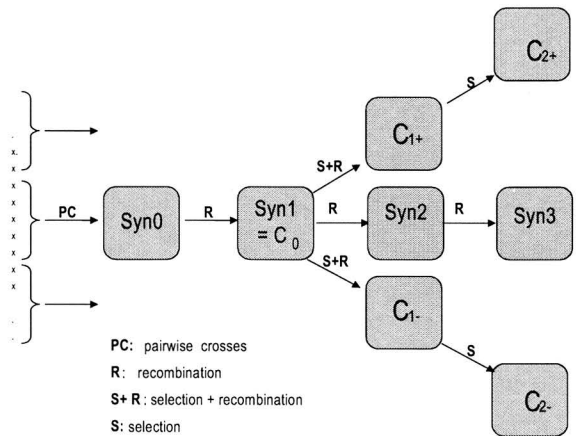 C2+
S
C1+
S+R
x.
x
x
x
x
x
x
x
x
PC
Syn0
R
Syn1
= C0
R
Syn2
R
Syn3
S+R
C1-
S
C2-
PC: pairwise crosses
R: recombination
S+R: selection + recombination
S: selection